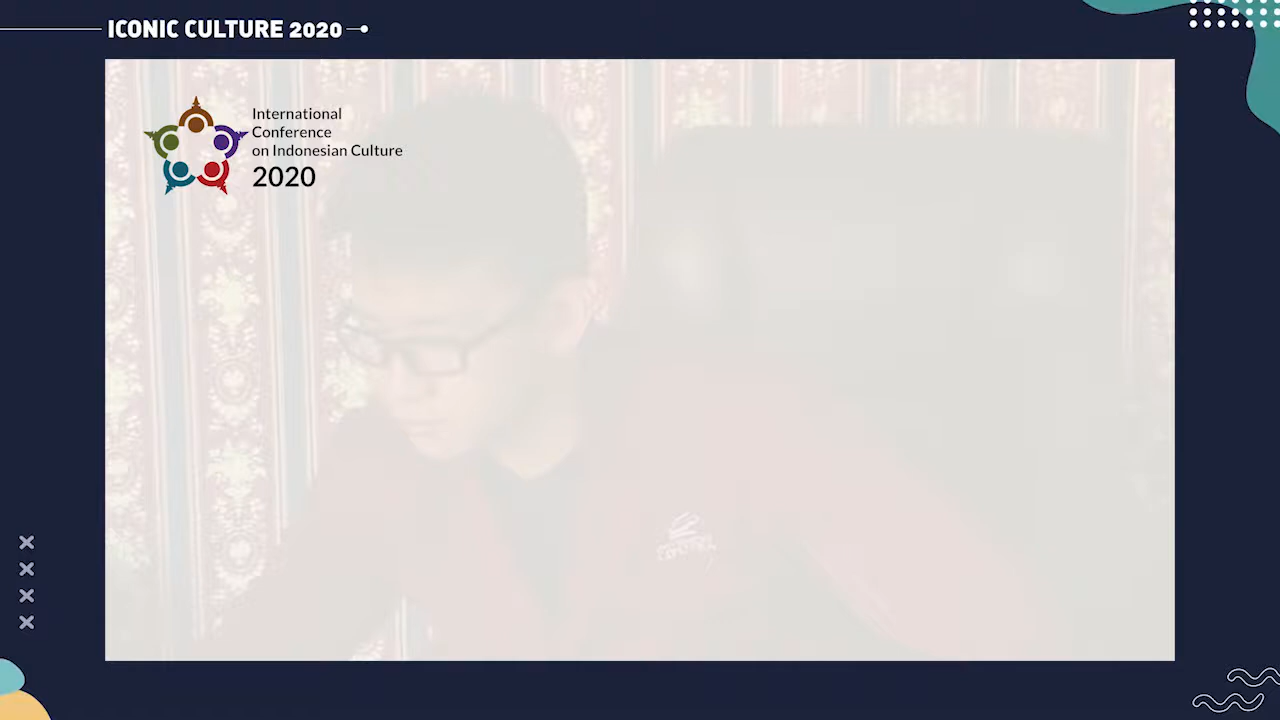 ICONIC CULTURE 2020
International
Conference
on Indonesian Culture
2020